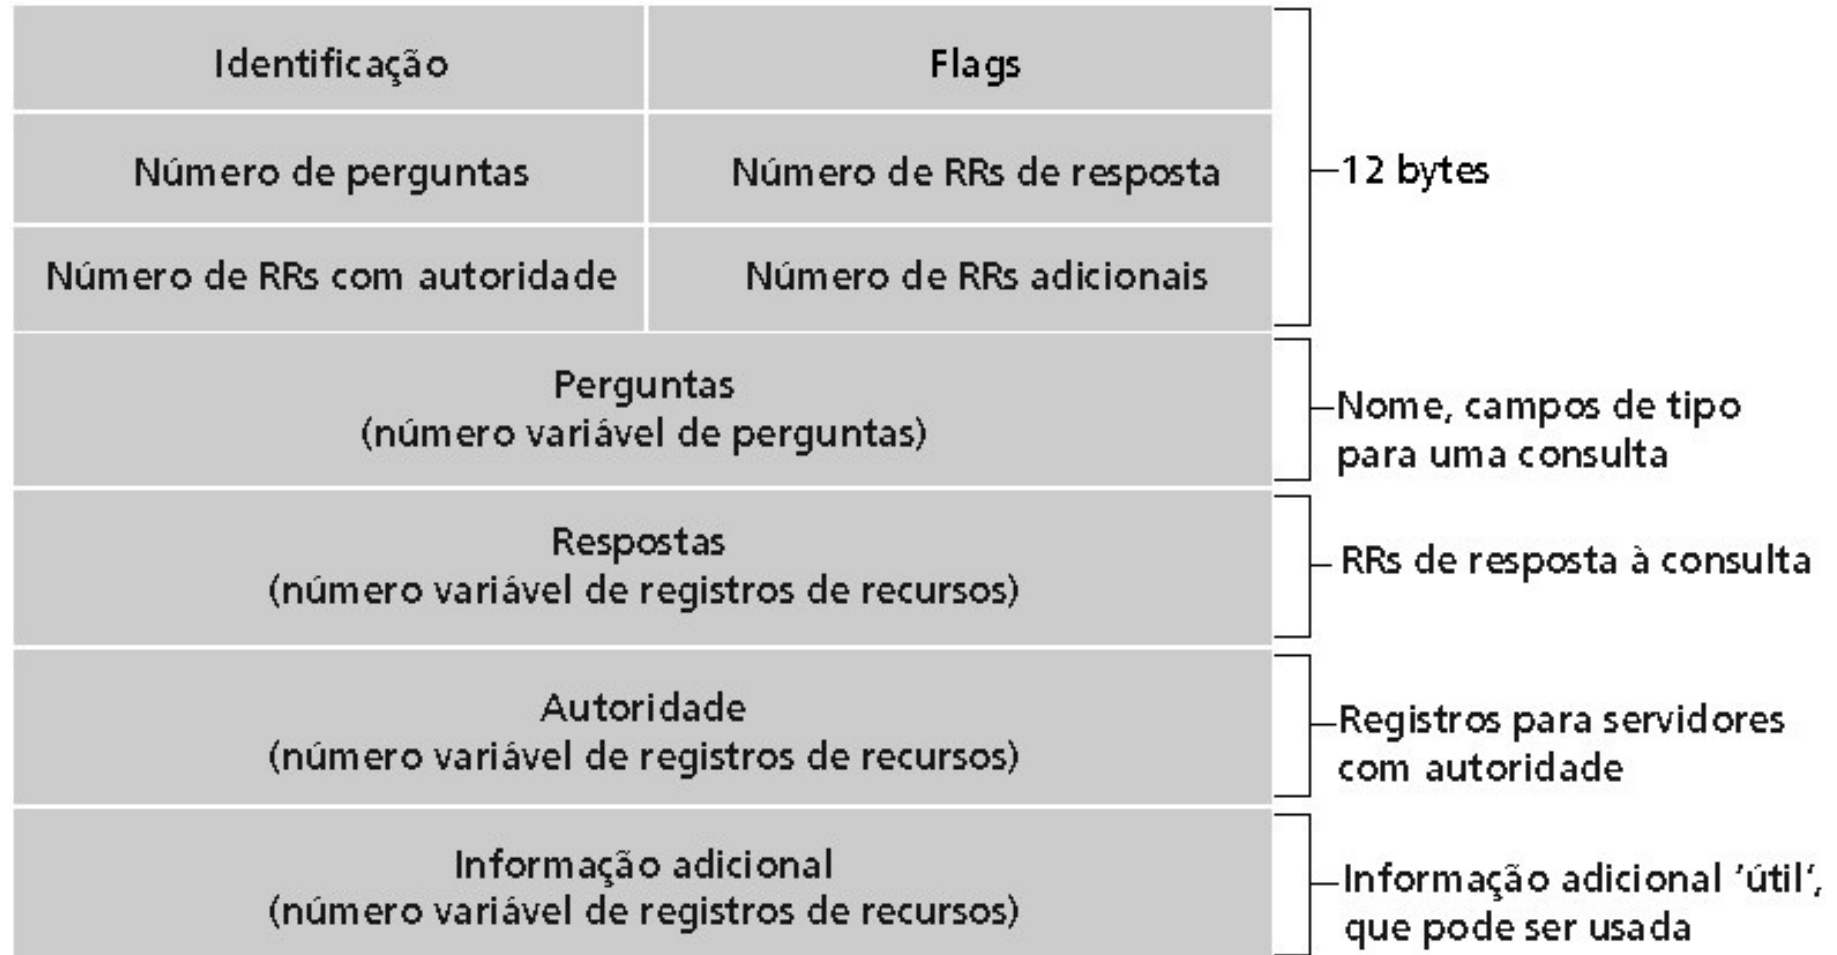 Identificação
Flags
Número de perguntas
Número de RRs de resposta
12 bytes
Número de RRs com autoridade
Número de RRs adicionais
Perguntas
(número variável de perguntas)
Nome, campos de tipo
para uma consulta
Respostas
(número variável de registros de recursos)
RRs de resposta à consulta
Autoridade
(número variável de registros de recursos)
Registros para servidores
com autoridade
Informação adicional
(número variável de registros de recursos)
Informação adicional ‘útil’,
que pode ser usada